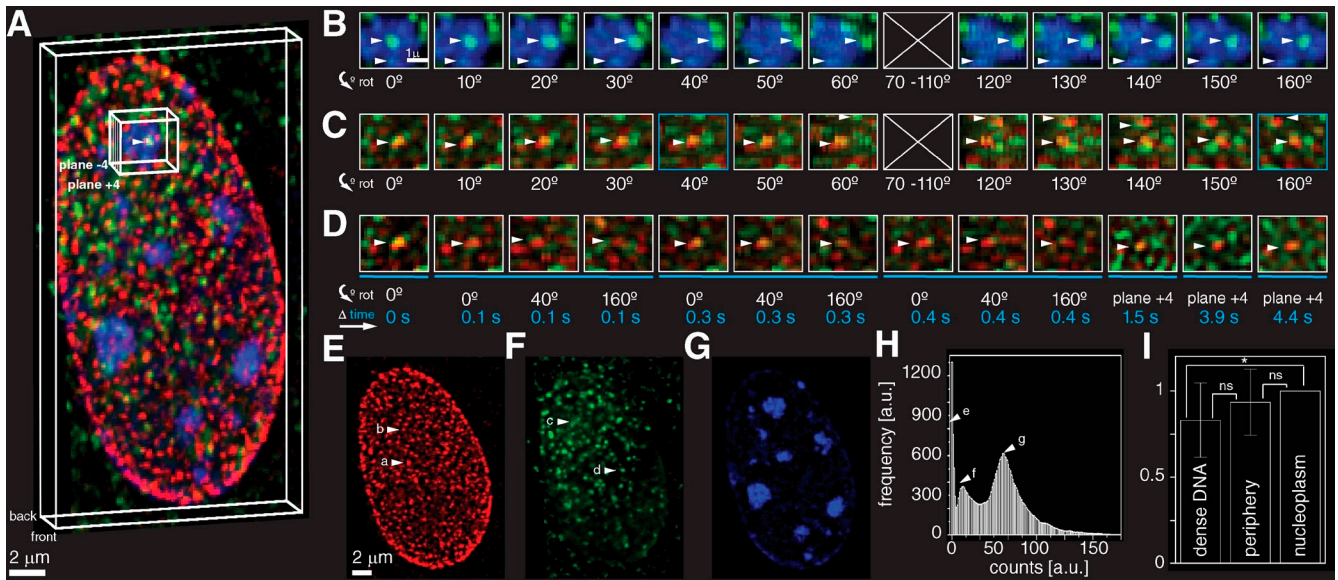 A
plane -4
plane +4
back
front
2 μm
B
1μ
º rot 0º 10º 20º 30º 40º 50º 60º 70 -110º 120º 130º 140º 150º 160º
C
º rot 0º 10º 20º 30º 40º 50º 60º 70 -110º 120º 130º 140º 150º 160º
D
º rot 0º 0º 40º 160º 0º 40º 160º 0º 40º 160º plane +4 plane +4 plane +4
Δ time 0 s 0.1 s 0.1 s 0.1 s 0.3 s 0.3 s 0.3 s 0.4 s 0.4 s 0.4 s 1.5 s 3.9 s 4.4 s
E
b
a
2 μm
F
c
d
G
H
frequency [a.u.]
1200
900
600
300
0
e
f
g
0 50 100 150
counts [a.u.]
I
1
0.5
0
*
ns
ns
dense DNA
periphery
nucleoplasm